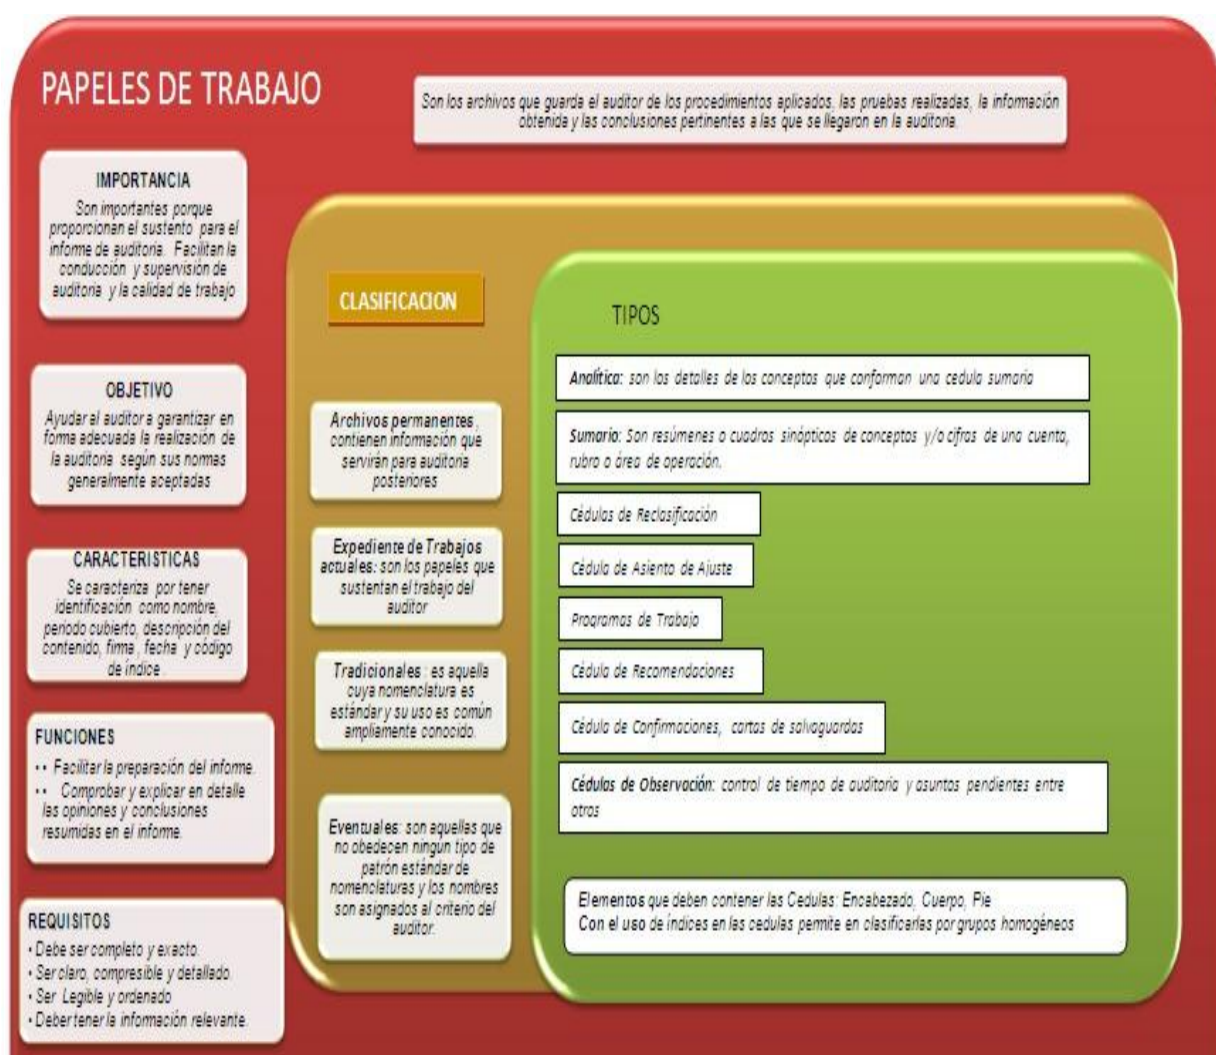 PAPELES DE TRABAJO
Son los archivos que guarda el auditor de los procedimientos aplicados, las pruebas realizadas, la información
obtenida y las conclusiones pertinentes a las que se llegaron en la auditoria.
IMPORTANCIA
Son importantes porque
proporcionan el sustento para el
informe de auditoria. Facilitan la
conducción y supervisión de
auditoria y la calidad de trabajo
OBJETIVO
Ayudar al auditor a garantizar en
forma adecuada la realización de
la auditoria según sus normas
generalmente aceptadas
CARACTERISTICAS
Se caracteriza por tener
identificación como nombre,
periodo cubierto, descripción del
contenido, firma, fecha y código
de índice.
FUNCIONES
•• Facilitar la preparación del informe.
•• Comprobar y explicar en detalle
las opiniones y conclusiones
resumidas en el informe.
REQUISITOS
• Debe ser completo y exacto.
• Ser claro, compresible y detallado.
• Ser Legible y ordenado
• Deber tener la información relevante.
CLASIFICACION
Archivos permanentes,
contienen información que
servirán para auditoria
posteriores
Expediente de Trabajos
actuales: son los papeles que
sustentan el trabajo del
auditor
Tradicionales : es aquella
cuya nomenclatura es
estándar y su uso es común
ampliamente conocido.
Eventuales: son aquellas que
no obedecen ningún tipo de
patrón estándar de
nomenclaturas y los nombres
son asignados al criterio del
auditor.
TIPOS
Analítica: son los detalles de los conceptos que conforman una cedula sumaria
Sumario: Son resúmenes o cuadros sinópticos de conceptos y/o cifras de una cuenta,
rubro o área de operación.
Cédulas de Reclasificación
Cédula de Asiento de Ajuste
Programas de Trabajo
Cédula de Recomendaciones
Cédula de Confirmaciones, cartas de salvaguardas
Cédulas de Observación: control de tiempo de auditoria y asuntos pendientes entre
otros
Elementos que deben contener las Cedulas: Encabezado, Cuerpo, Pie
Con el uso de índices en las cedulas permite en clasificarlas por grupos homogéneos